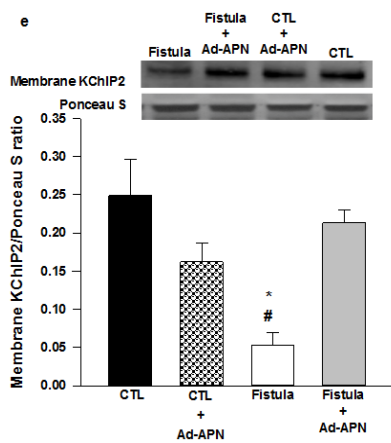 e
Fistula
Fistula
+
Ad-APN
CTL
+
Ad-APN
CTL
Membrane KChIP2
Ponceau S
Membrane KChIP2/Ponceau S ratio
0.35
0.30
0.25
0.20
0.15
0.10
0.05
0.00
*
#
CTL
CTL
+
Ad-APN
Fistula
Fistula
+
Ad-APN